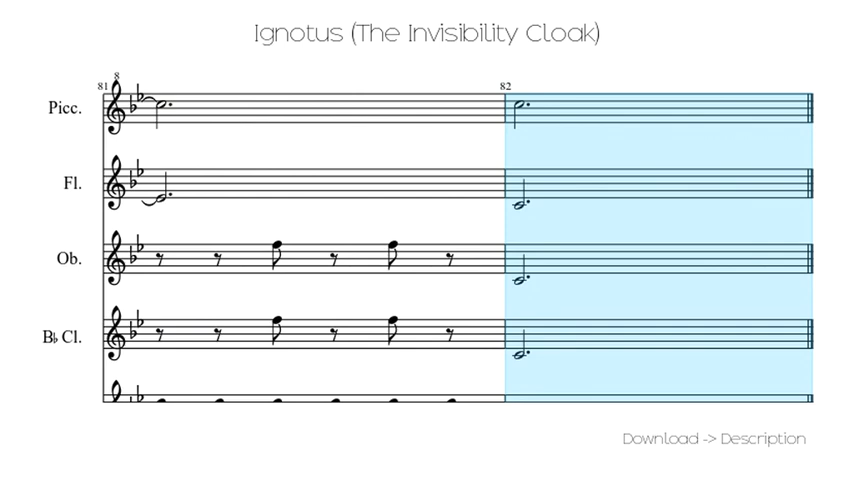 Ignotus (The Invisibility Cloak)
81 8 82
Picc.
Fl.
Ob.
B♭ Cl.
Download -> Description